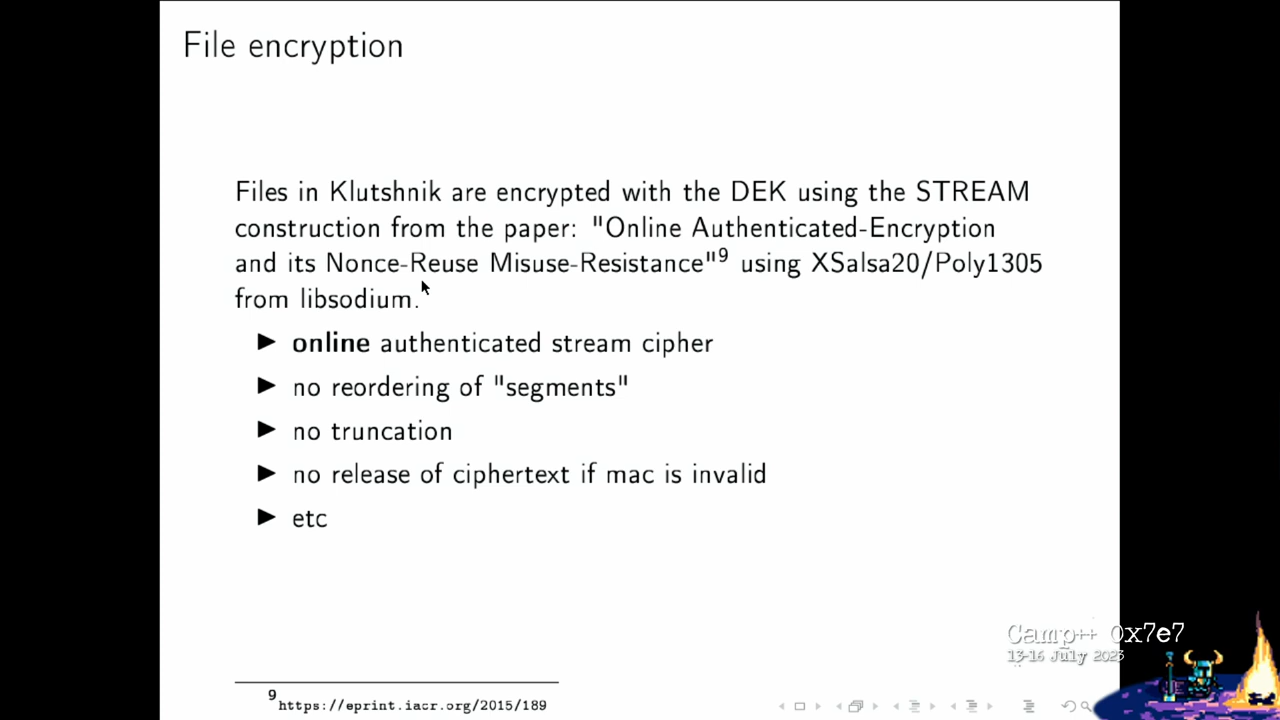 File encryption
Files in Klutshnik are encrypted with the DEK using the STREAM
construction from the paper: "Online Authenticated-Encryption
and its Nonce-Reuse Misuse-Resistance"⁹ using XSalsa20/Poly1305
from libsodium.
▶ online authenticated stream cipher
▶ no reordering of "segments"
▶ no truncation
▶ no release of ciphertext if mac is invalid
▶ etc
Camp++ 0x7e7
13-16 July 2023
⁹https://eprint.iacr.org/2015/189